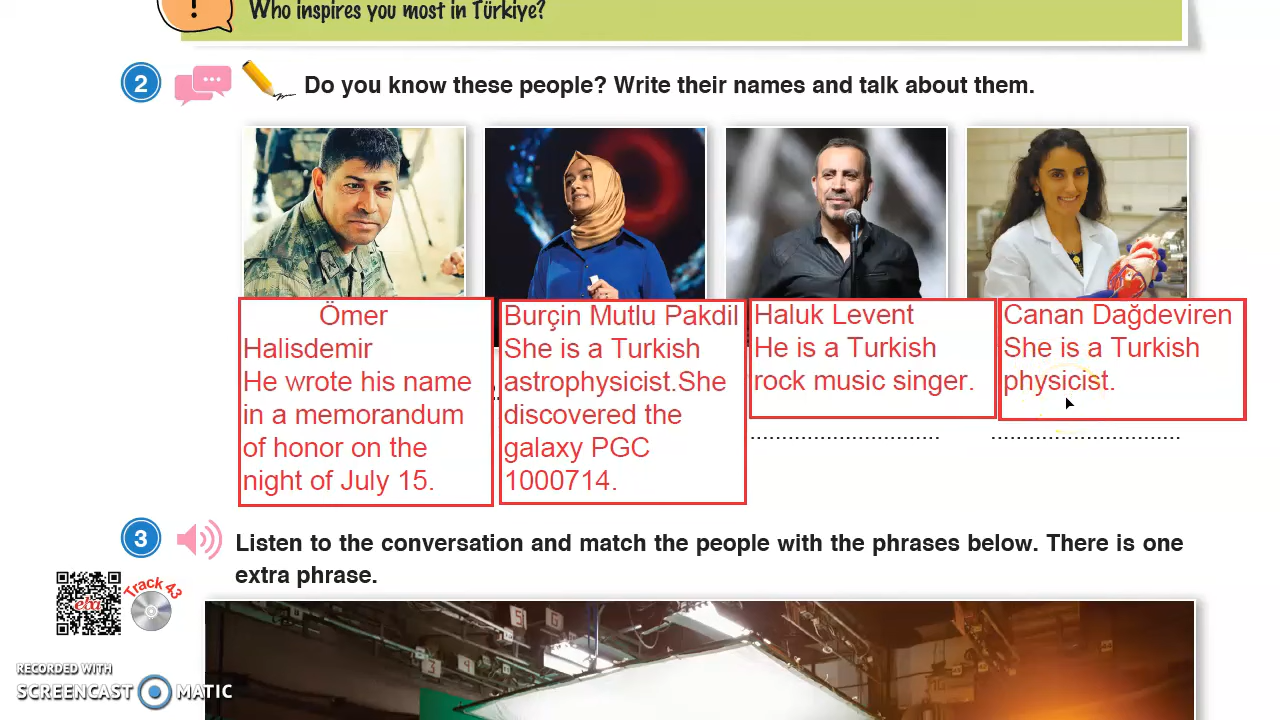 !
Who inspires you most in Türkiye?
2
Do you know these people? Write their names and talk about them.
Ömer
Halisdemir
He wrote his name
in a memorandum
of honor on the
night of July 15.
Burçin Mutlu Pakdil
She is a Turkish
astrophysicist.She
discovered the
galaxy PGC
1000714.
Haluk Levent
He is a Turkish
rock music singer.
Canan Dağdeviren
She is a Turkish
physicist.
............................
............................
3
Listen to the conversation and match the people with the phrases below. There is one
extra phrase.
eba
Track 43
RECORDED WITH
SCREENCAST MATIC